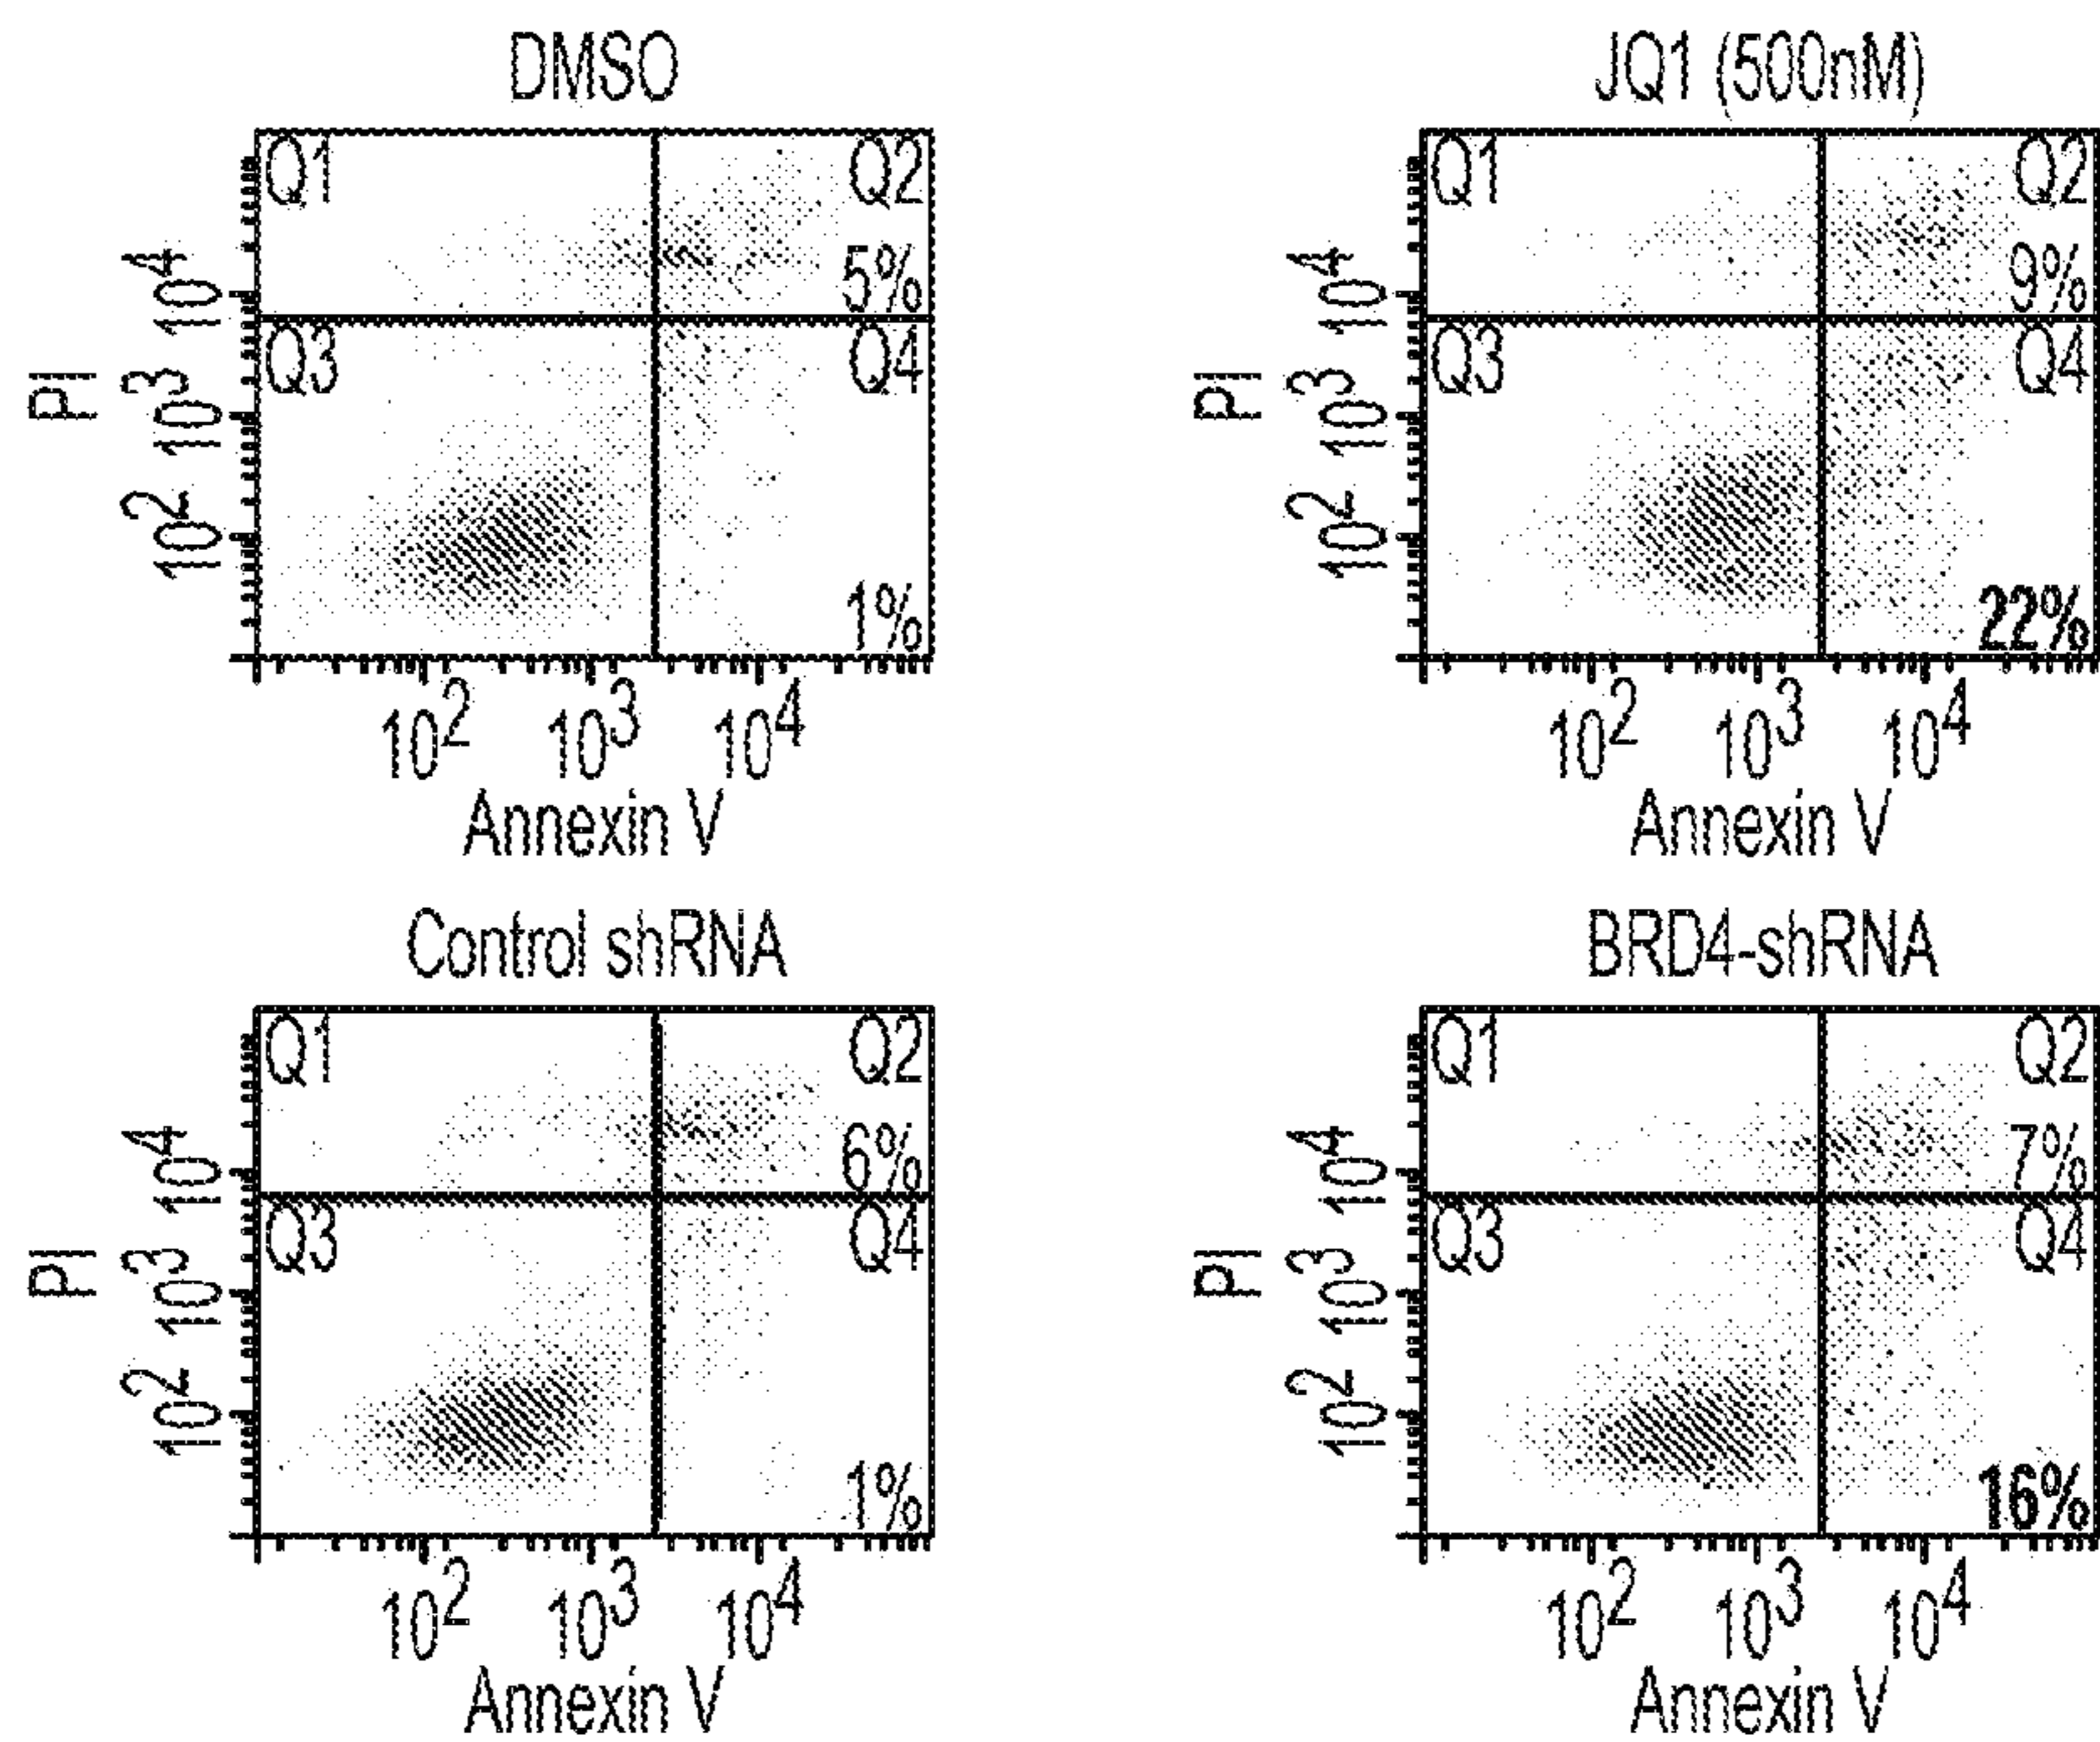 DMSO
Q1
Q2
5%
Q3
Q4
1%
PI
10^4
10^3
10^2
10^2 10^3 10^4
Annexin V
JQ1 (500nM)
Q1
Q2
9%
Q3
Q4
22%
PI
10^4
10^3
10^2
10^2 10^3 10^4
Annexin V
Control shRNA
Q1
Q2
6%
Q3
Q4
1%
PI
10^4
10^3
10^2
10^2 10^3 10^4
Annexin V
BRD4-shRNA
Q1
Q2
7%
Q3
Q4
16%
PI
10^4
10^3
10^2
10^2 10^3 10^4
Annexin V